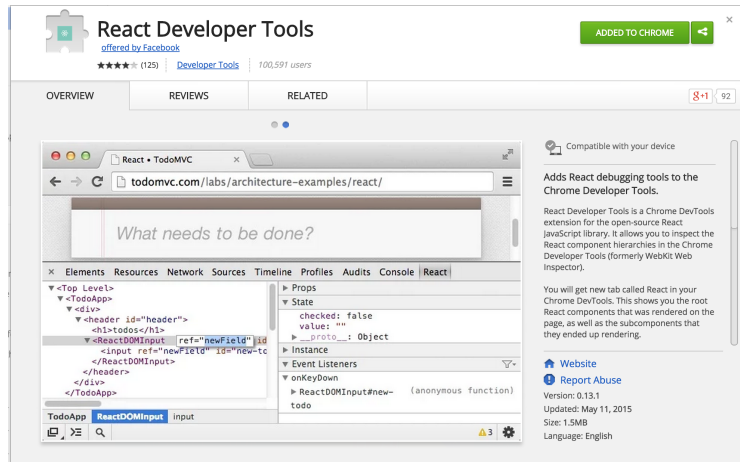 React Developer Tools
offered by Facebook
(125) Developer Tools 100,591 users
ADDED TO CHROME
OVERVIEW REVIEWS RELATED
g+1 92
React • TodoMVC
todomvc.com/labs/architecture-examples/react/
What needs to be done?
× Elements Resources Network Sources Timeline Profiles Audits Console React
▼<Top Level>
▼<TodoApp>
▼<div>
▼<header id="header">
<h1>todos</h1>
▼<ReactDOMInput ref="newField" id
<input ref="newField" id="new-tc
</ReactDOMInput>
</header>
</div>
</TodoApp>
TodoApp ReactDOMInput input
▶ Props
▼ State
checked: false
value: ""
▶ __proto__: Object
▶ Instance
▼ Event Listeners
▼ onKeyDown
▶ ReactDOMInput#new- (anonymous function)
todo
3
Compatible with your device
Adds React debugging tools to the
Chrome Developer Tools.
React Developer Tools is a Chrome DevTools
extension for the open-source React
JavaScript library. It allows you to inspect the
React component hierarchies in the Chrome
Developer Tools (formerly WebKit Web
Inspector).
You will get new tab called React in your
Chrome DevTools. This shows you the root
React components that was rendered on the
page, as well as the subcomponents that
they ended up rendering.
Website
Report Abuse
Version: 0.13.1
Updated: May 11, 2015
Size: 1.5MB
Language: English